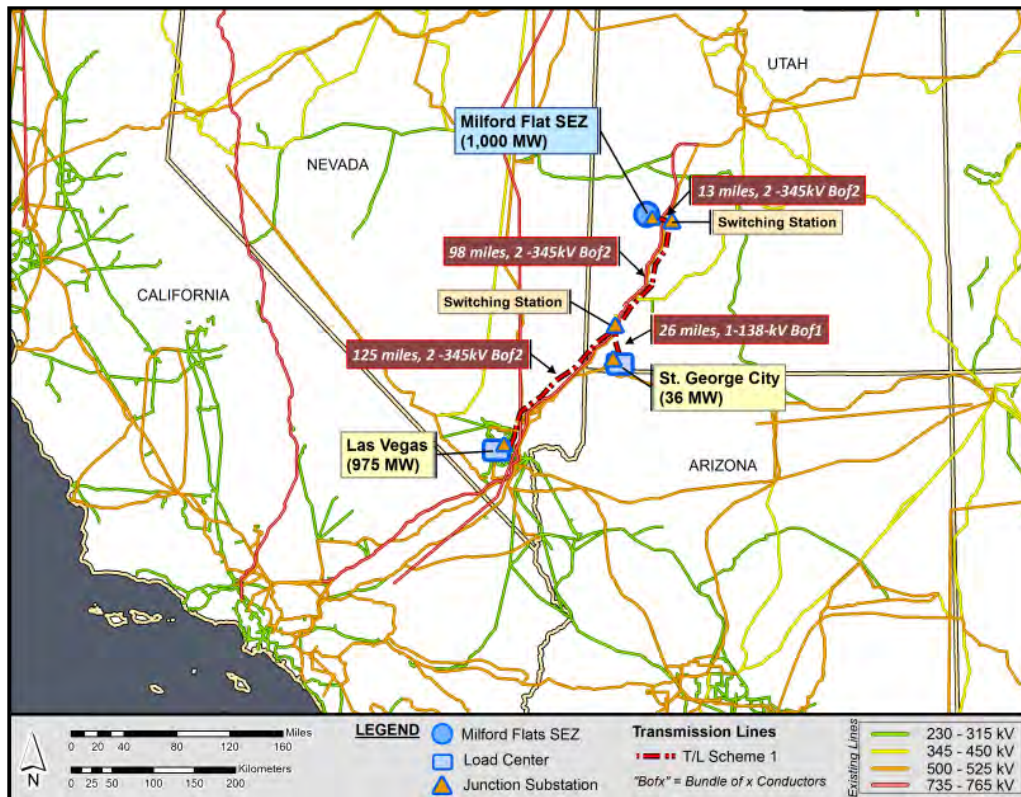 UTAH
Milford Flat SEZ
(1,000 MW)
NEVADA
13 miles, 2 -345kV Bof2
Switching Station
98 miles, 2 -345kV Bof2
CALIFORNIA
Switching Station
26 miles, 1-138-kV Bof1
125 miles, 2 -345kV Bof2
St. George City
(36 MW)
Las Vegas
(975 MW)
ARIZONA
N
Miles
0 20 40 80 120 160
Kilometers
0 25 50 100 150 200
LEGEND
Milford Flats SEZ
Load Center
Junction Substation
Transmission Lines
T/L Scheme 1
"Bofx" = Bundle of x Conductors
Existing Lines
230 - 315 kV
345 - 450 kV
500 - 525 kV
735 - 765 kV